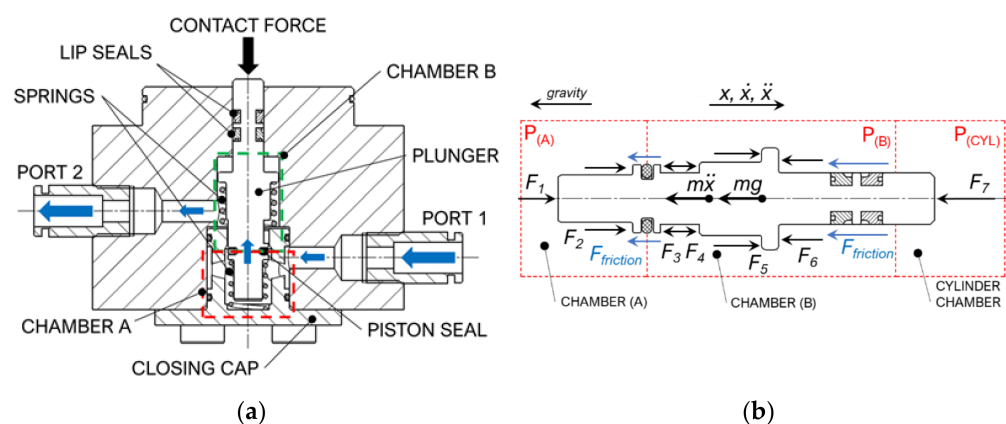 (a)
CONTACT FORCE
LIP SEALS
SPRINGS
CHAMBER B
PLUNGER
PORT 2
PORT 1
CHAMBER A
PISTON SEAL
CLOSING CAP
(b)
gravity
x, ẋ, ẍ
P(A)
P(B)
P(CYL)
F1
mẍ
mg
F7
F2
Ffriction
F3
F4
F5
F6
Ffriction
CHAMBER (A)
CHAMBER (B)
CYLINDER
CHAMBER
(a)
(b)